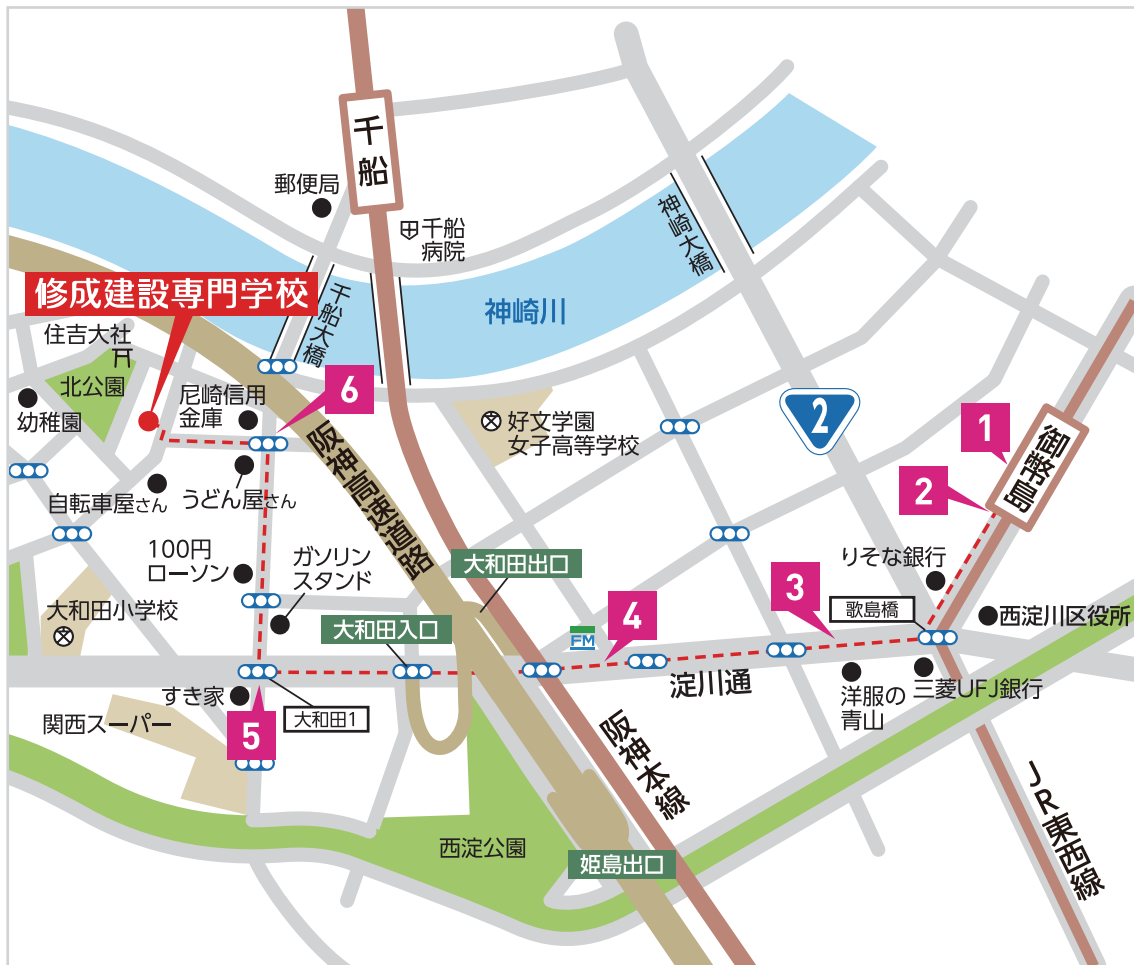 千船
郵便局
千船
病院
神崎大橋
修成建設専門学校
千船大橋
神崎川
住吉大社
北公園
幼稚園
尼崎信用
金庫
6
2
好文学園
女子高等学校
1
御幣島
2
阪神高速道路
自転車屋さん
うどん屋さん
100円
ローソン
ガソリン
スタンド
大和田出口
りそな銀行
3
歌島橋
西淀川区役所
大和田小学校
大和田入口
FM
4
淀川通
洋服の
青山
三菱UFJ銀行
すき家
大和田1
関西スーパー
5
阪神本線
JR東西線
西淀公園
姫島出口